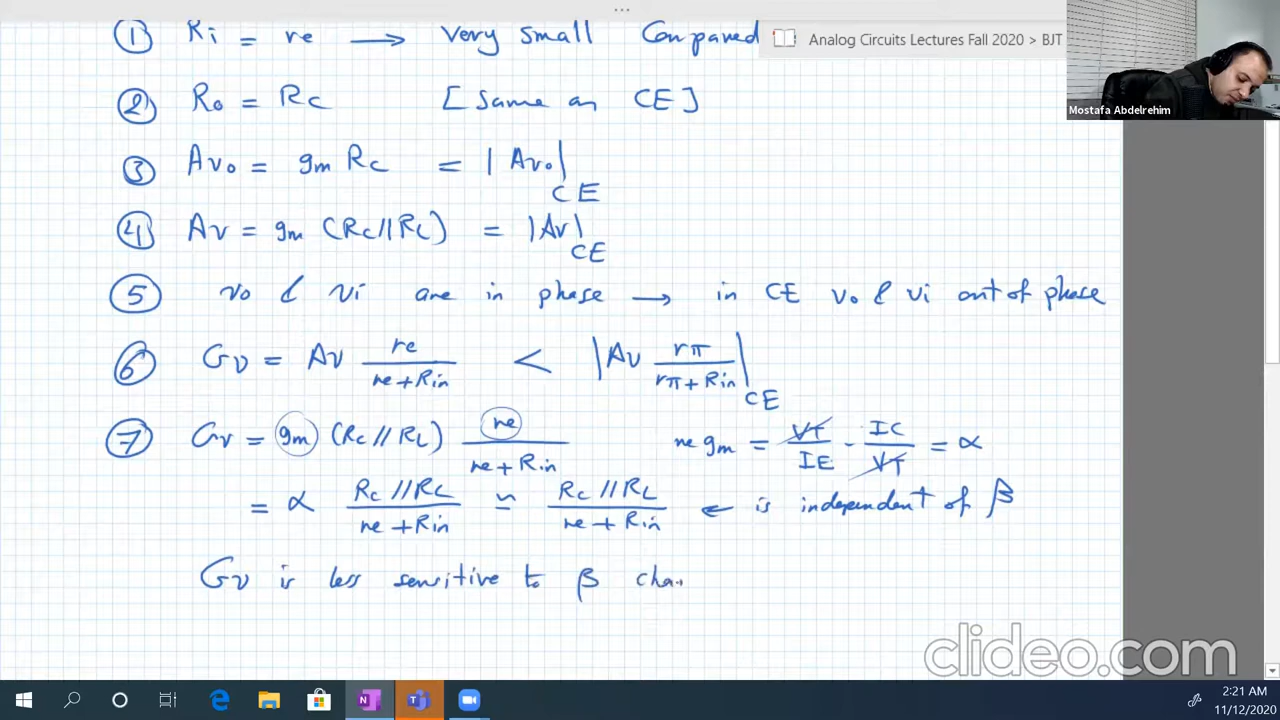 ① Ri = re → Very small Compared
Analog Circuits Lectures Fall 2020 > BJT
Mostafa Abdelrehim
② Ro = Rc [Same as CE]
③ Avo = gm Rc = |Avo|CE
④ Av = gm (Rc//RL) = |Av|CE
⑤ vo & vi are in phase → in CE vo & vi out of phase
⑥ Gv = Av re/(re+Rin) < |Av rπ/(rπ+Rin)|CE
⑦ Gv = gm (Rc//RL) re/(re+Rin) re gm = VT/IE - IC/VT = α
= α Rc//RL/(re+Rin) ≃ Rc//RL/(re+Rin) ← is independent of β
Gv is less sensitive to β cha
clideo.com
2:21 AM
11/12/2020